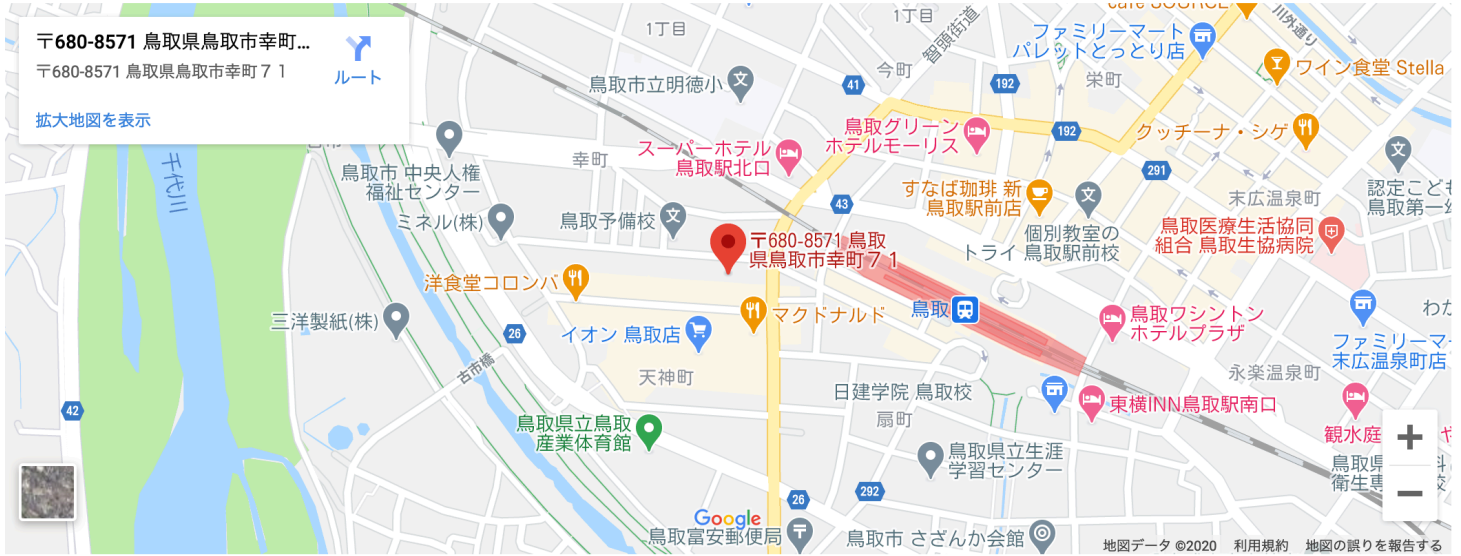 〒680-8571 鳥取県鳥取市幸町...
〒680-8571 鳥取県鳥取市幸町７１
ルート
拡大地図を表示
1丁目
1丁目
智頭街道
cafe SOURCE
川外通り
ファミリーマート
パレットとっとり店
ワイン食堂 Stella
今町
栄町
鳥取市立明徳小
41
192
192
鳥取グリーン
ホテルモーリス
クッチーナ・シゲ
千代川
鳥取市 中央人権
福祉センター
幸町
スーパーホテル
鳥取駅北口
291
すなば珈琲 新
鳥取駅前店
末広温泉町
認定こども
鳥取第一幼
ミネル(株)
鳥取予備校
43
個別教室の
トライ 鳥取駅前校
鳥取医療生活協同
組合 鳥取生協病院
〒680-8571 鳥取
県鳥取市幸町７１
洋食堂コロンバ
マクドナルド
鳥取
鳥取ワシントン
ホテルプラザ
わか
三洋製紙(株)
26
イオン 鳥取店
ファミリーマー
末広温泉町店
古市橋
天神町
日建学院 鳥取校
永楽温泉町
42
扇町
東横INN鳥取駅南口
鳥取県立鳥取
産業体育館
観水庭
鳥取県立生涯
学習センター
鳥取県
科
衛生専
校
292
26
Google
鳥取富安郵便局
鳥取市 さざんか会館
地図データ ©2020 利用規約 地図の誤りを報告する